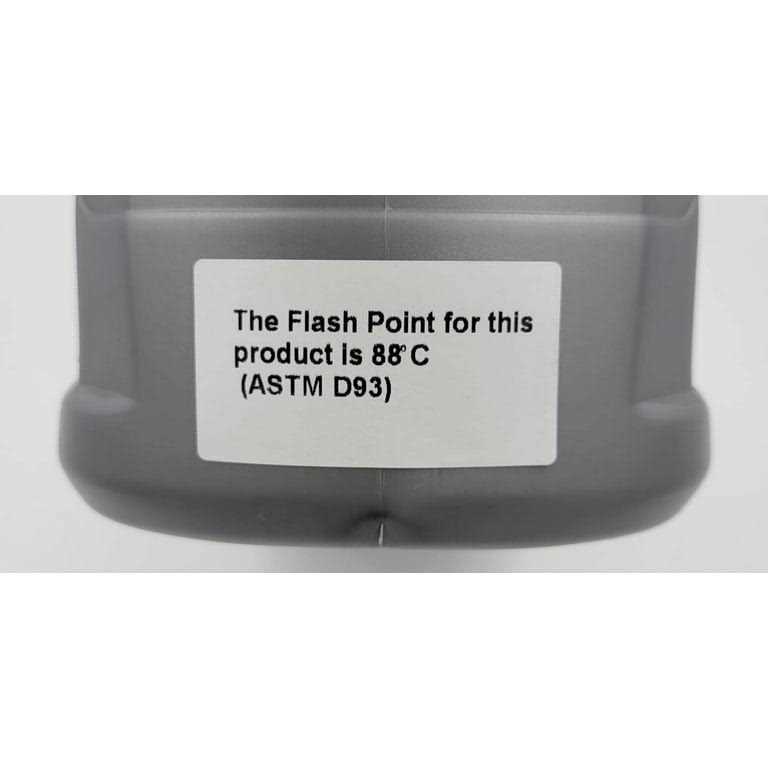 The Flash Point for this
product is 88°C
(ASTM D93)